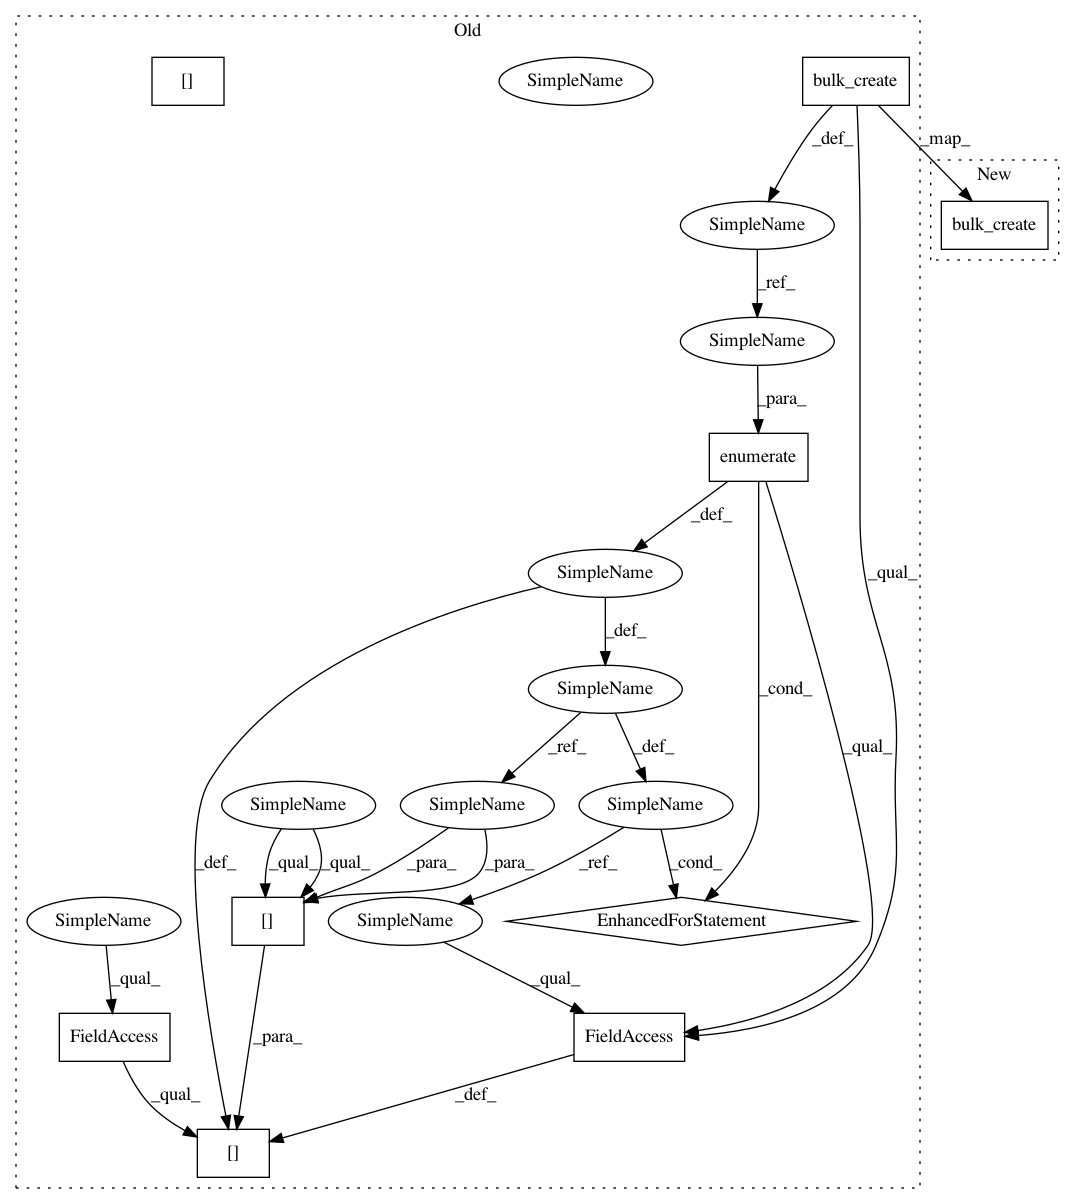 Old
[]
SimpleName
bulk_create
_def_
_map_
New
SimpleName
bulk_create
_ref_
SimpleName
_para_
enumerate
_def_
SimpleName
_qual_
_def_
SimpleName
_cond_
_ref_
_def_
_qual_
SimpleName
SimpleName
SimpleName
_def_
_qual_
_qual_
_para_
_para_
_ref_
_cond_
SimpleName
[]
SimpleName
EnhancedForStatement
_qual_
_qual_
FieldAccess
_para_
FieldAccess
_qual_
_def_
[]